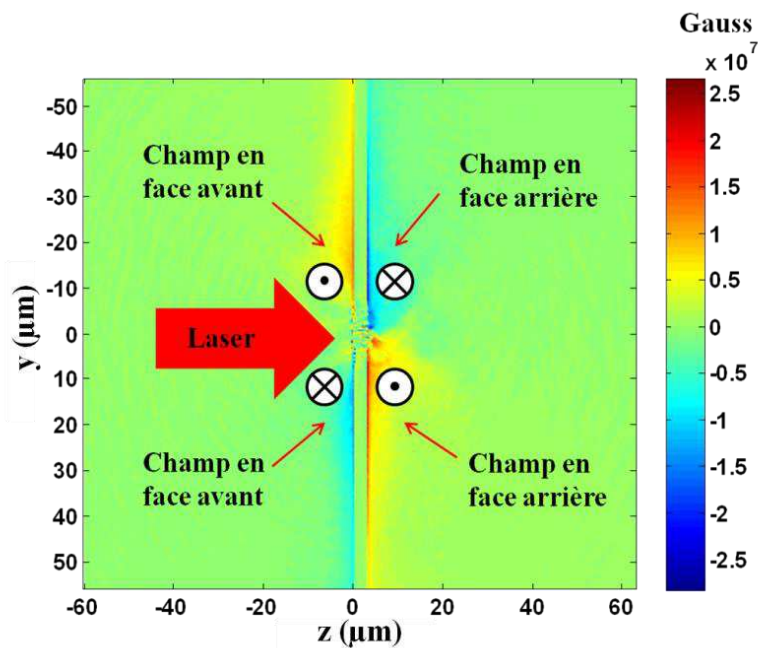 Gauss
x 10⁷
Champ en
face avant
Champ en
face arrière
Laser
Champ en
face avant
Champ en
face arrière
y (μm)
-50
-40
-30
-20
-10
0
10
20
30
40
50
-60
-40
-20
0
20
40
60
z (μm)
2.5
2
1.5
1
0.5
0
-0.5
-1
-1.5
-2
-2.5